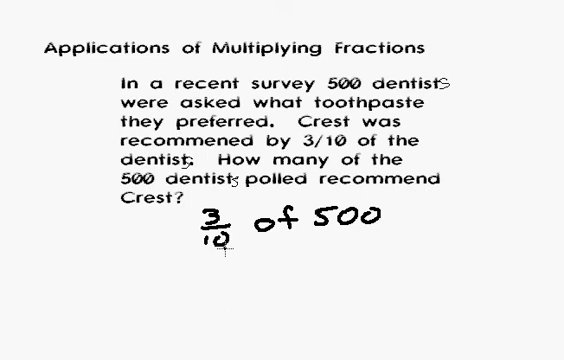 Applications of Multiplying Fractions
In a recent survey 500 dentists
were asked what toothpaste
they preferred. Crest was
recommened by 3/10 of the
dentists. How many of the
500 dentists polled recommend
Crest?
3/10 of 500